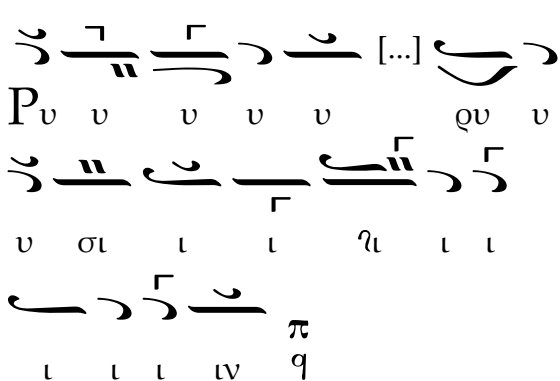 [...]
Ρυ υ υ υ υ ρυ υ
υ σι ι ι ι ι ι
ι ι ι ιν π
q